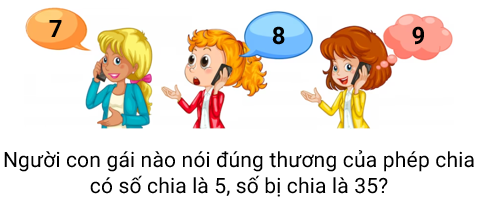 7
8
9
Người con gái nào nói đúng thương của phép chia
có số chia là 5, số bị chia là 35?